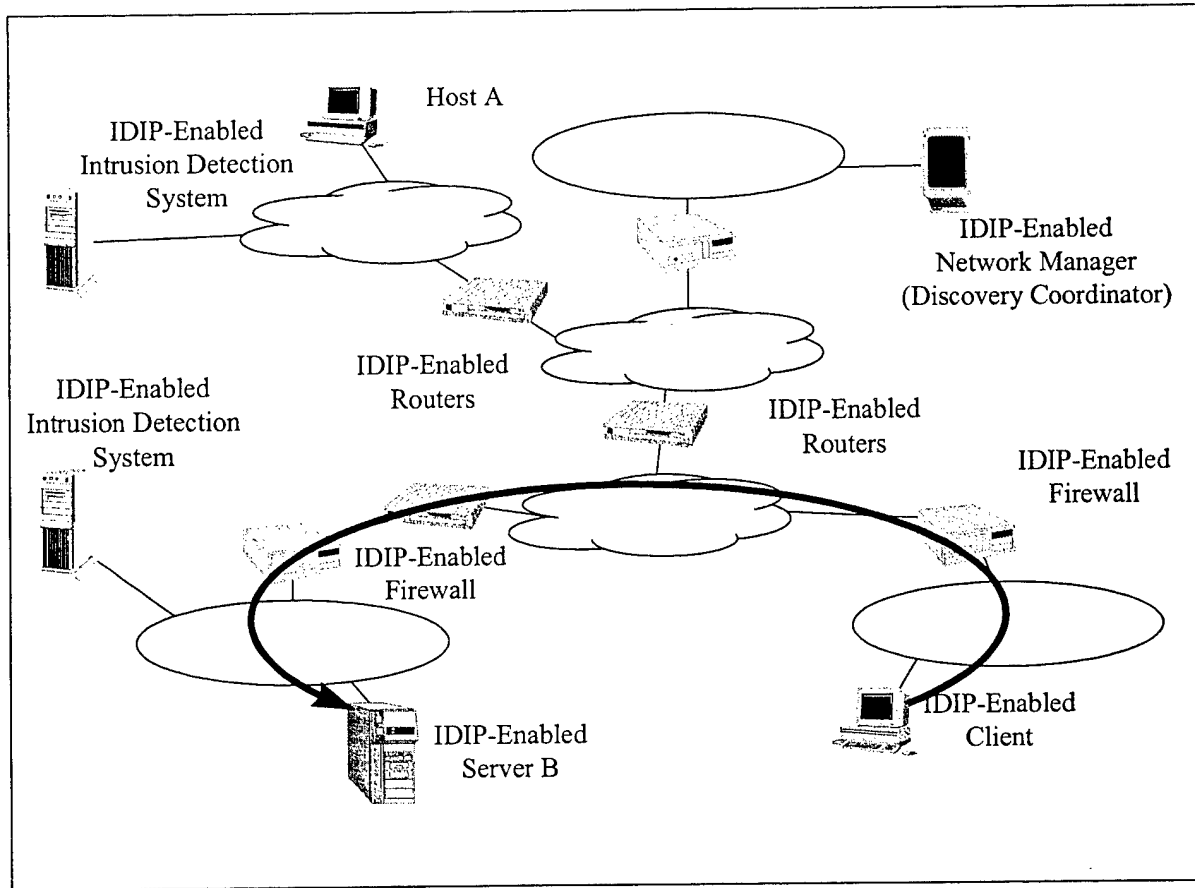 Host A
IDIP-Enabled
Intrusion Detection
System
IDIP-Enabled
Network Manager
(Discovery Coordinator)
IDIP-Enabled
Routers
IDIP-Enabled
Routers
IDIP-Enabled
Intrusion Detection
System
IDIP-Enabled
Firewall
IDIP-Enabled
Firewall
IDIP-Enabled
Server B
IDIP-Enabled
Client